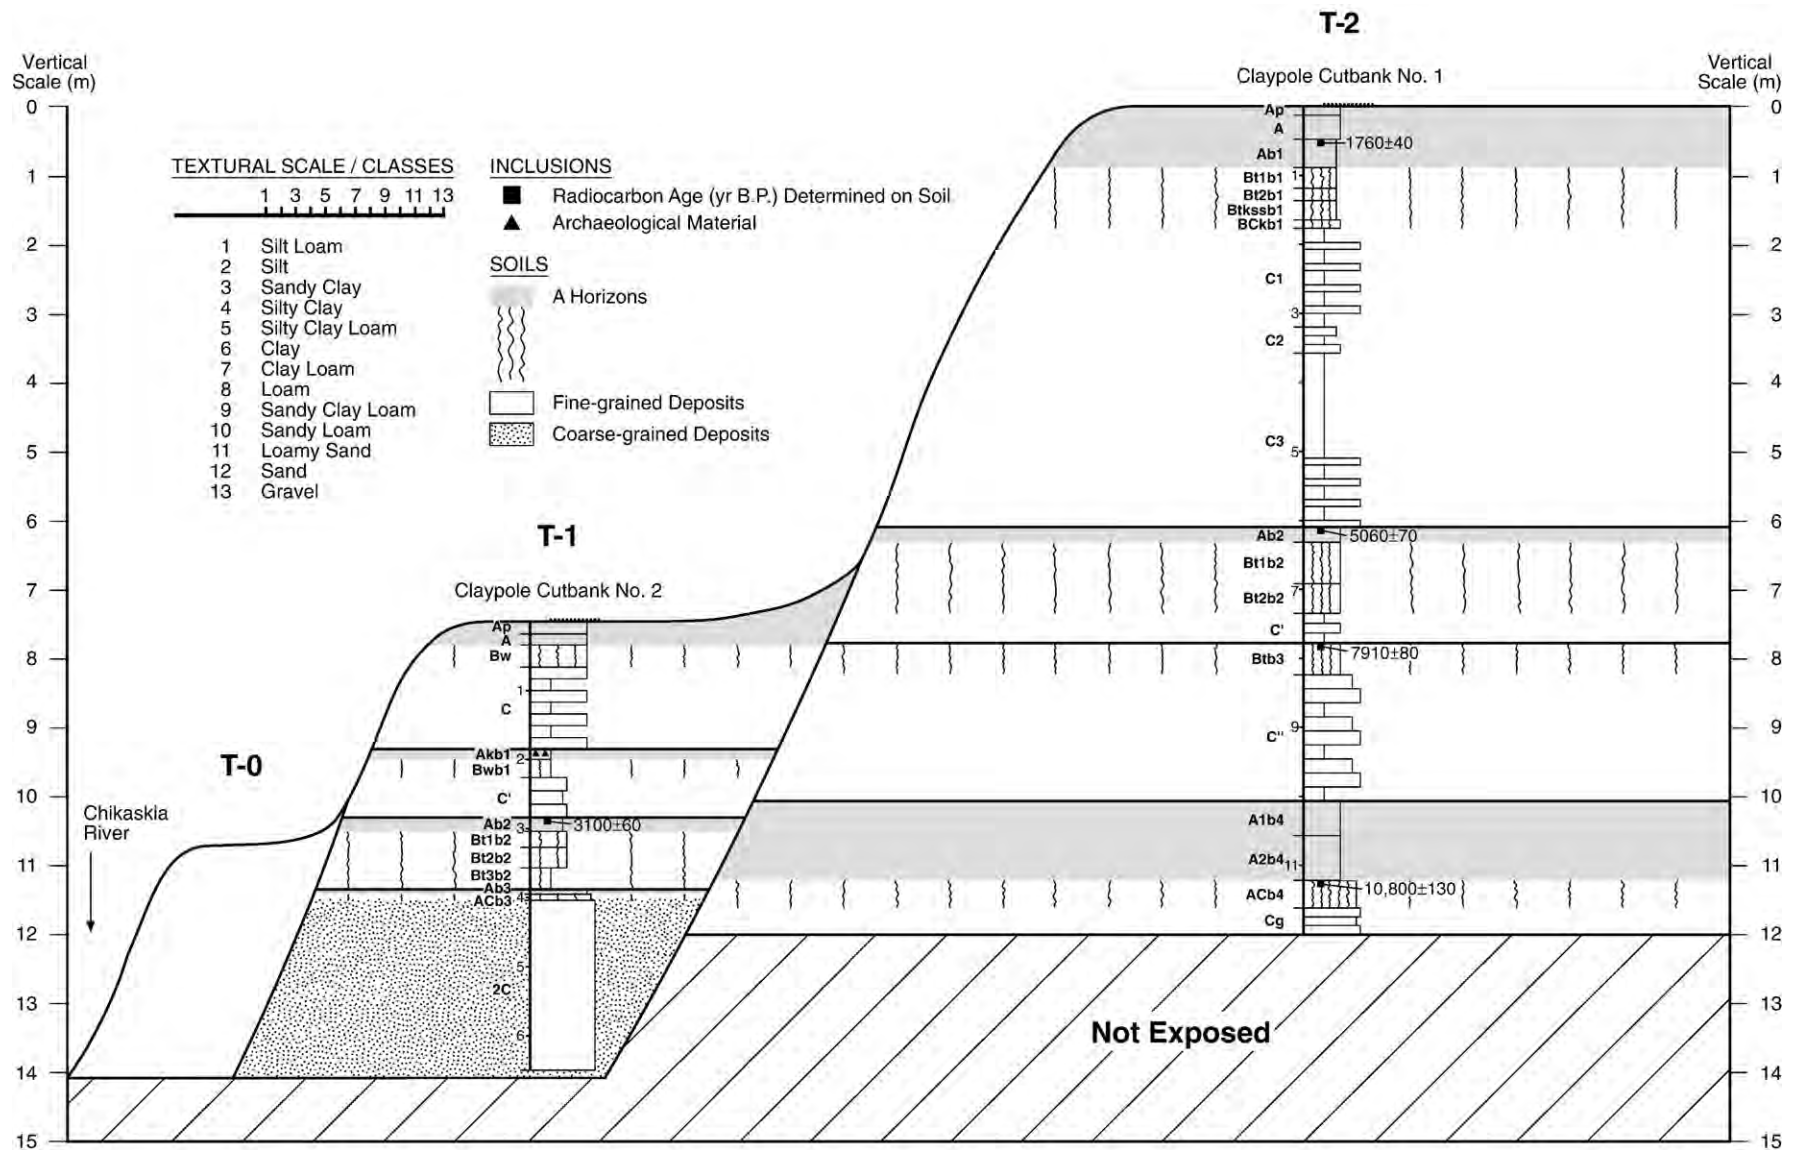 T-2
Claypole Cutbank No. 1
Vertical
Scale (m)
0
1
2
3
4
5
6
7
8
9
10
11
12
13
14
15
TEXTURAL SCALE / CLASSES
1 3 5 7 9 11 13
1 Silt Loam
2 Silt
3 Sandy Clay
4 Silty Clay
5 Silty Clay Loam
6 Clay
7 Clay Loam
8 Loam
9 Sandy Clay Loam
10 Sandy Loam
11 Loamy Sand
12 Sand
13 Gravel
INCLUSIONS
Radiocarbon Age (yr B.P.) Determined on Soil
Archaeological Material
SOILS
A Horizons
Fine-grained Deposits
Coarse-grained Deposits
T-1
Claypole Cutbank No. 2
Ap
A
Bw
1
C
Akb1
2
Bwb1
C'
Ab2
3
3100±60
Bt1b2
Bt2b2
Bt3b2
Ab3
4
ACb3
5
2C
6
T-0
Chikaskia
River
Ap
A
1760±40
Ab1
Bt1b1
1
Bt2b1
Btkssb1
BCkb1
C1
3
C2
C3
5
Ab2
5060±70
Bt1b2
7
Bt2b2
C'
Btb3
7910±80
9
C"
A1b4
A2b4
11
ACb4
10,800±130
Cg
Not Exposed
Vertical
Scale (m)
0
1
2
3
4
5
6
7
8
9
10
11
12
13
14
15